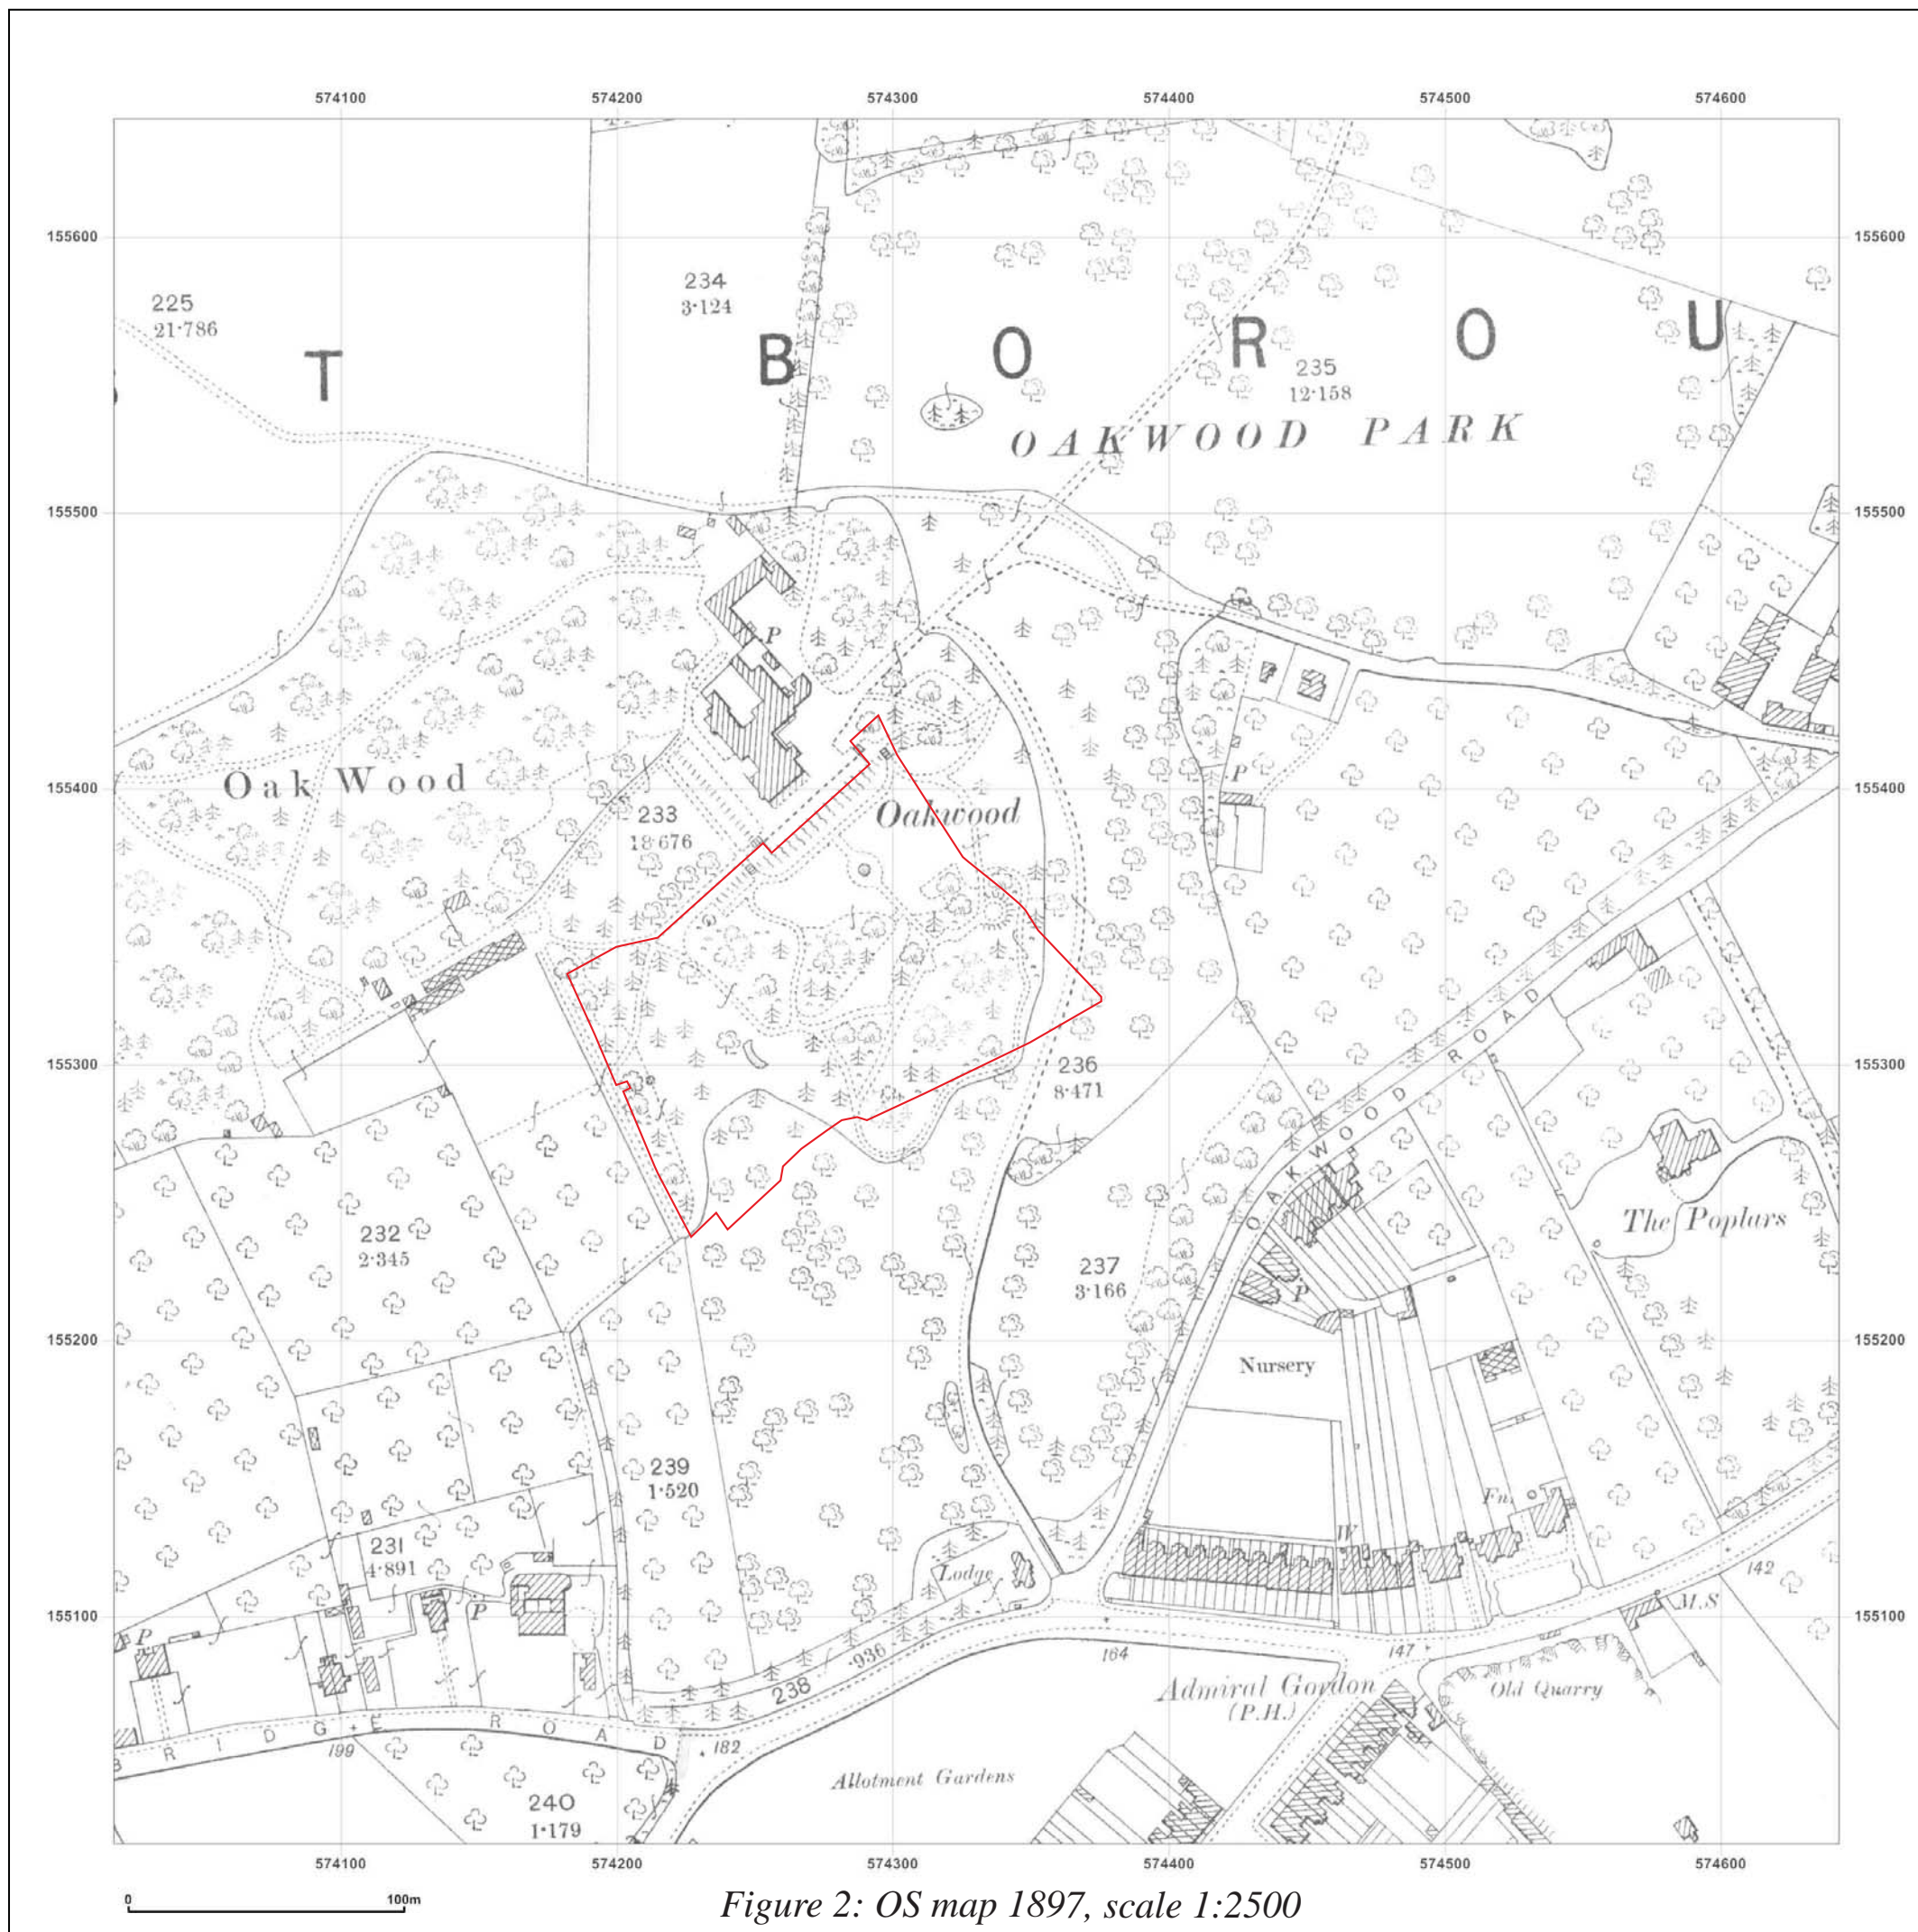 574100 574200 574300 574400 574500 574600
155600 155600
234
3·124
225
21·786
T B O R O U
235
12·158
OAKWOOD PARK
155500 155500
P
Oak Wood
P
155400 155400
233
18·676
Oakwood
155300 155300
236
8·471
OAKWOOD ROAD
232
2·345
The Poplars
237
3·166
P
155200 155200
Nursery
239
1·520
Fn.
W
231
4·891
Lodge
142
P
M.S
155100 155100
P
·936
164
147
238
Admiral Gordon
(P.H.)
Old Quarry
BRIDGE ROAD
199
182
Allotment Gardens
240
1·179
574100 574200 574300 574400 574500 574600
0 100m
Figure 2: OS map 1897, scale 1:2500